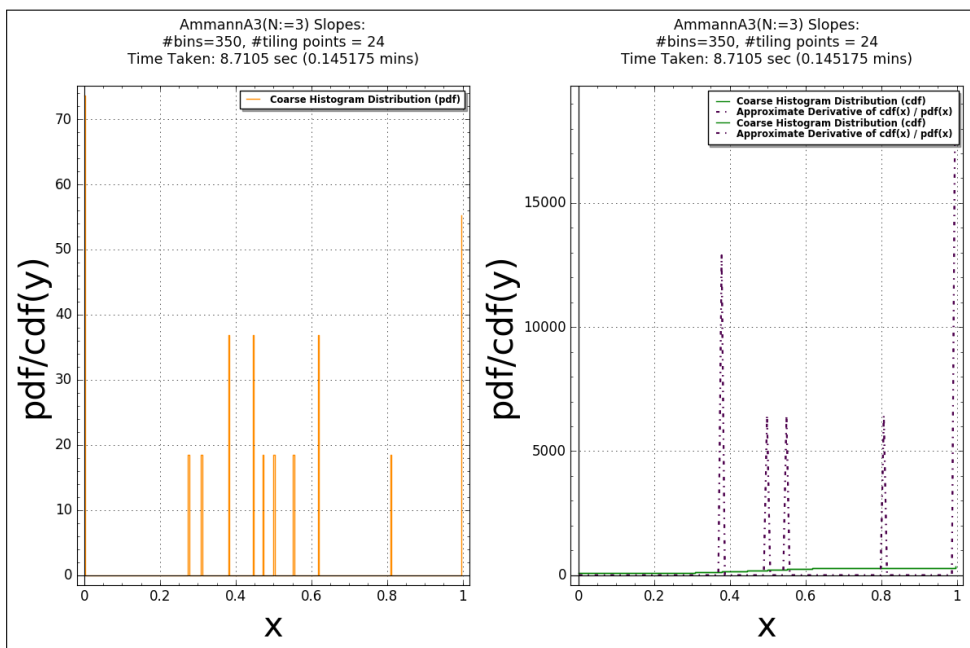 AmmannA3(N:=3) Slopes:
#bins=350, #tiling points = 24
Time Taken: 8.7105 sec (0.145175 mins)
Coarse Histogram Distribution (pdf)
pdf/cdf(y)
70
60
50
40
30
20
10
0
0
0.2
0.4
0.6
0.8
1
x
AmmannA3(N:=3) Slopes:
#bins=350, #tiling points = 24
Time Taken: 8.7105 sec (0.145175 mins)
Coarse Histogram Distribution (cdf)
Approximate Derivative of cdf(x) / pdf(x)
Coarse Histogram Distribution (cdf)
Approximate Derivative of cdf(x) / pdf(x)
pdf/cdf(y)
15000
10000
5000
0
0
0.2
0.4
0.6
0.8
1
x